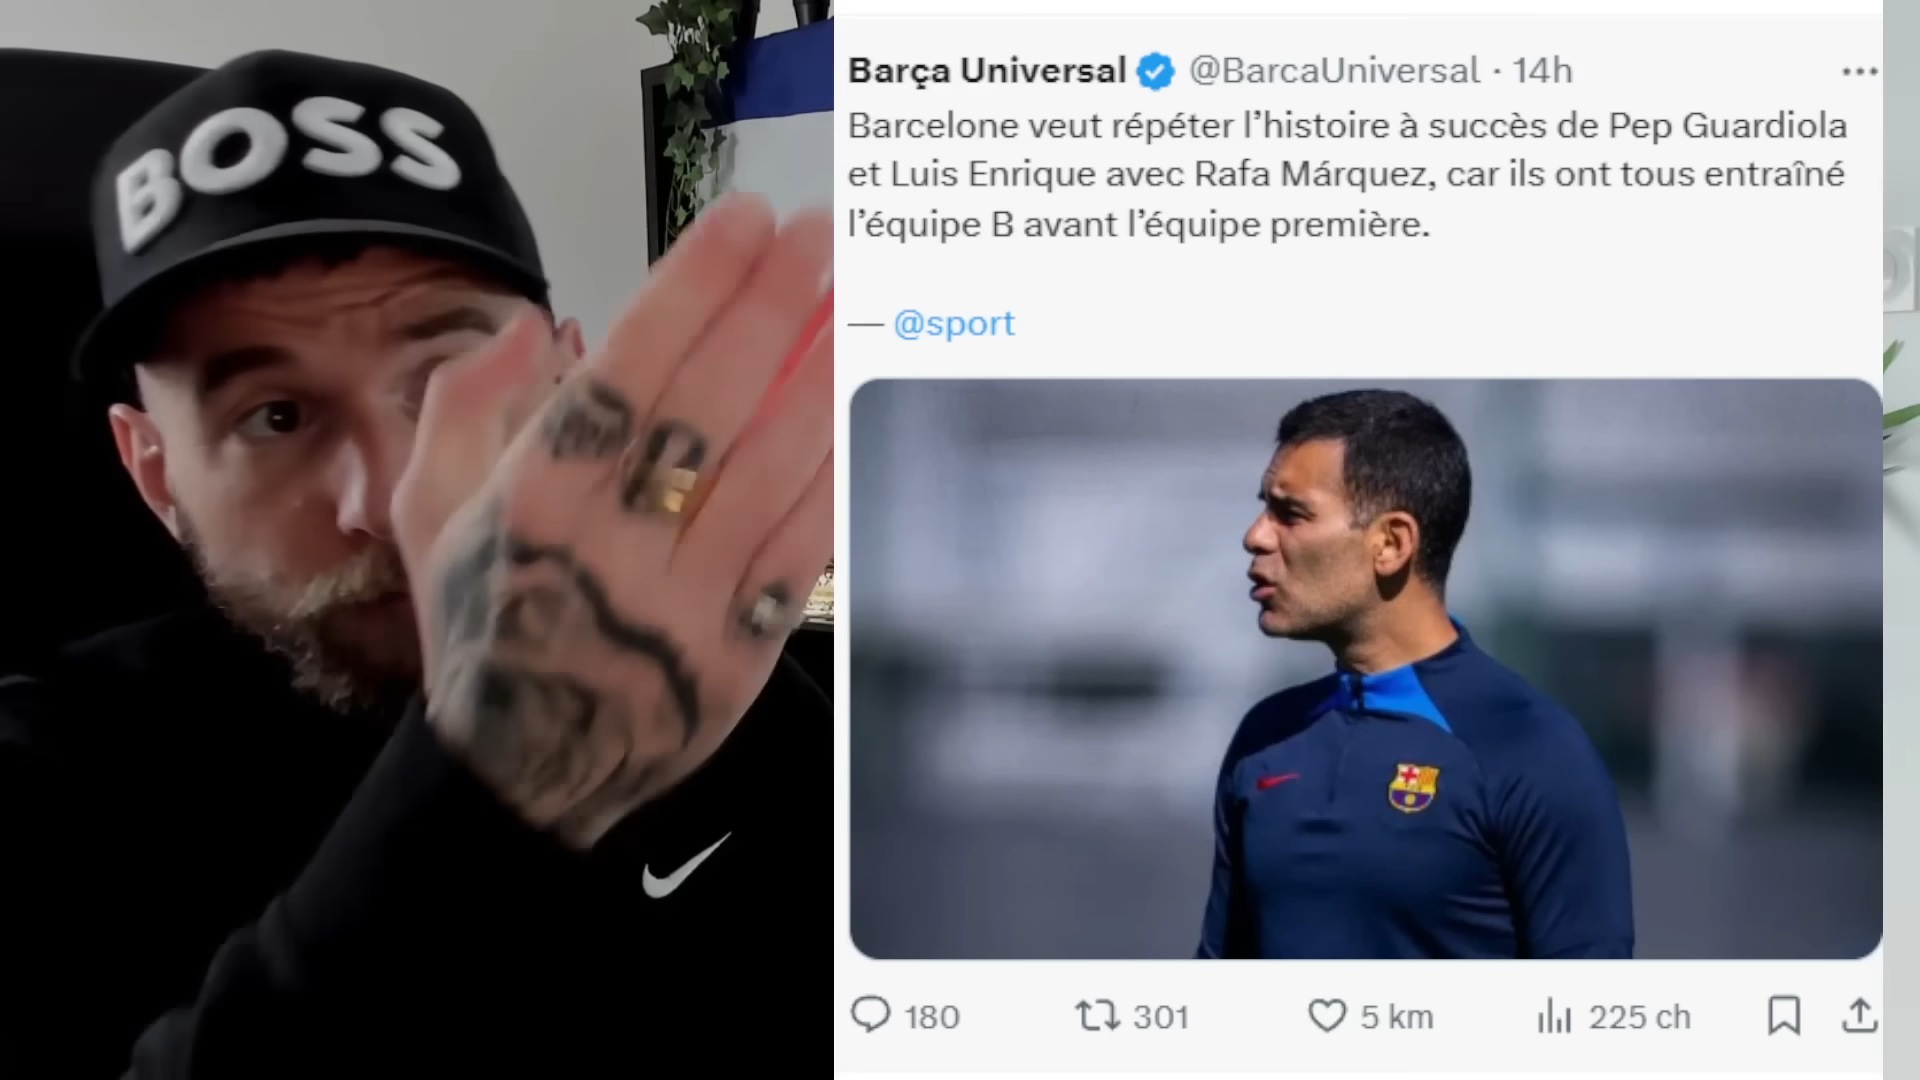 BOSS
Barça Universal @BarcaUniversal · 14h
Barcelone veut répéter l’histoire à succès de Pep Guardiola
et Luis Enrique avec Rafa Márquez, car ils ont tous entraîné
l’équipe B avant l’équipe première.
— @sport
180 301 5 km 225 ch